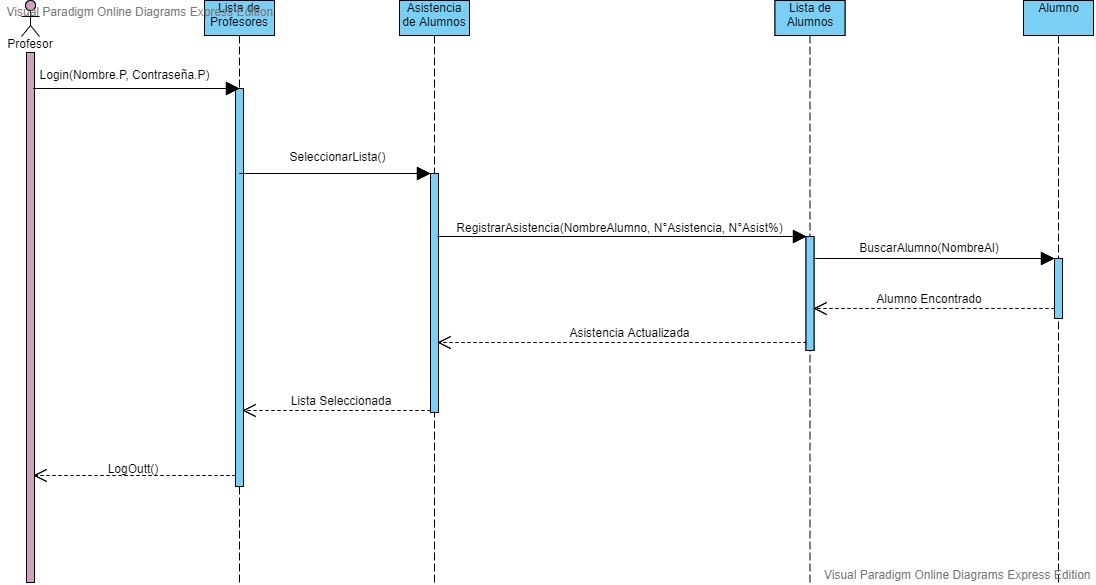 Visual Paradigm Online Diagrams Express Edition
Lista de
Profesores
Asistencia
de Alumnos
Lista de
Alumnos
Alumno
Profesor
Login(Nombre.P, Contraseña.P)
SeleccionarLista()
RegistrarAsistencia(NombreAlumno, N°Asistencia, N°Asist%)
BuscarAlumno(NombreAl)
Alumno Encontrado
Asistencia Actualizada
Lista Seleccionada
LogOutt()
Visual Paradigm Online Diagrams Express Edition